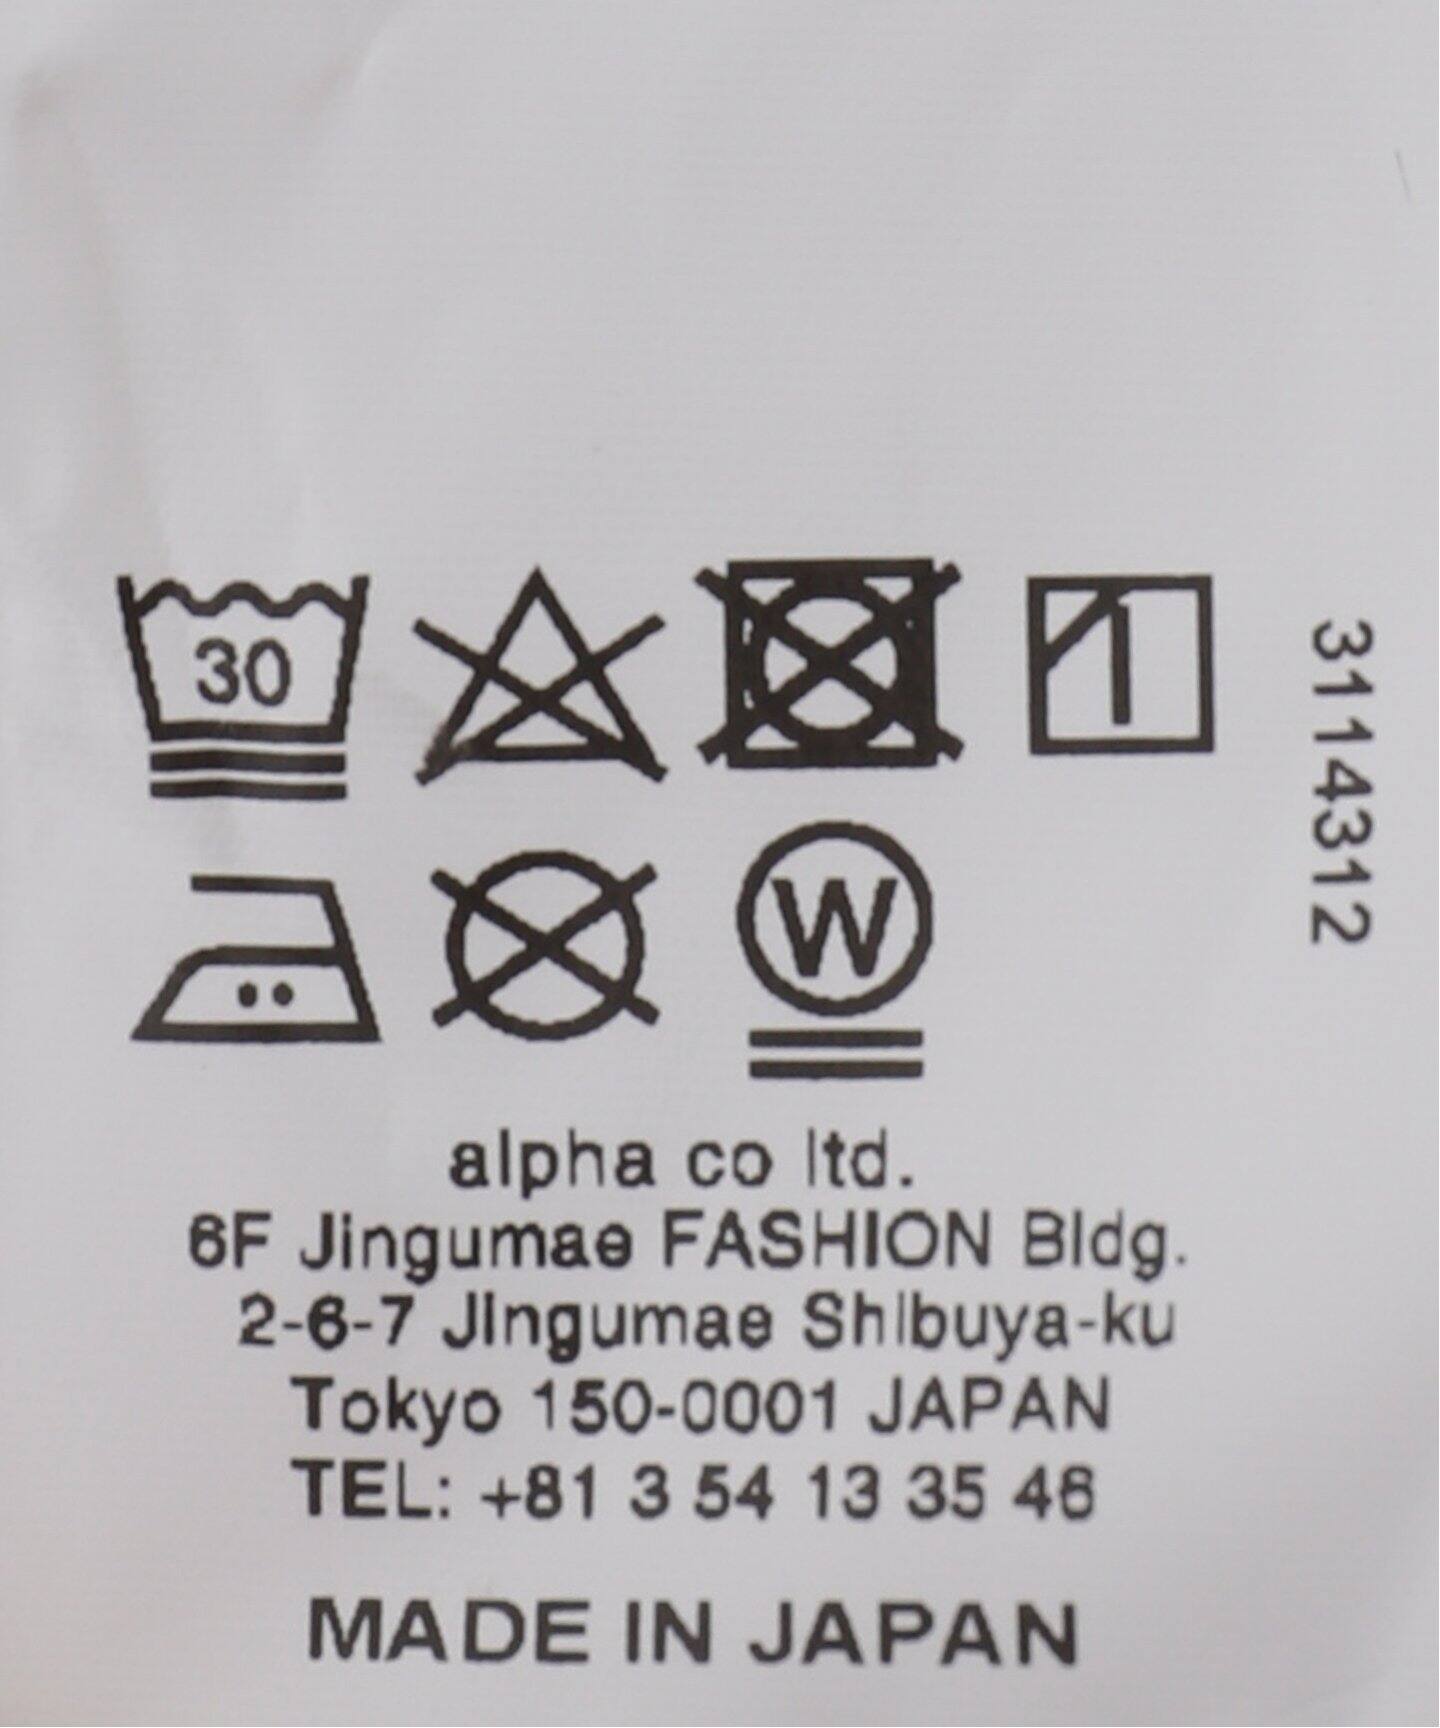 30
3114312
W
alpha co ltd.
6F Jingumae FASHION Bldg.
2-6-7 Jingumae Shibuya-ku
Tokyo 150-0001 JAPAN
TEL: +81 3 54 13 35 46
MADE IN JAPAN